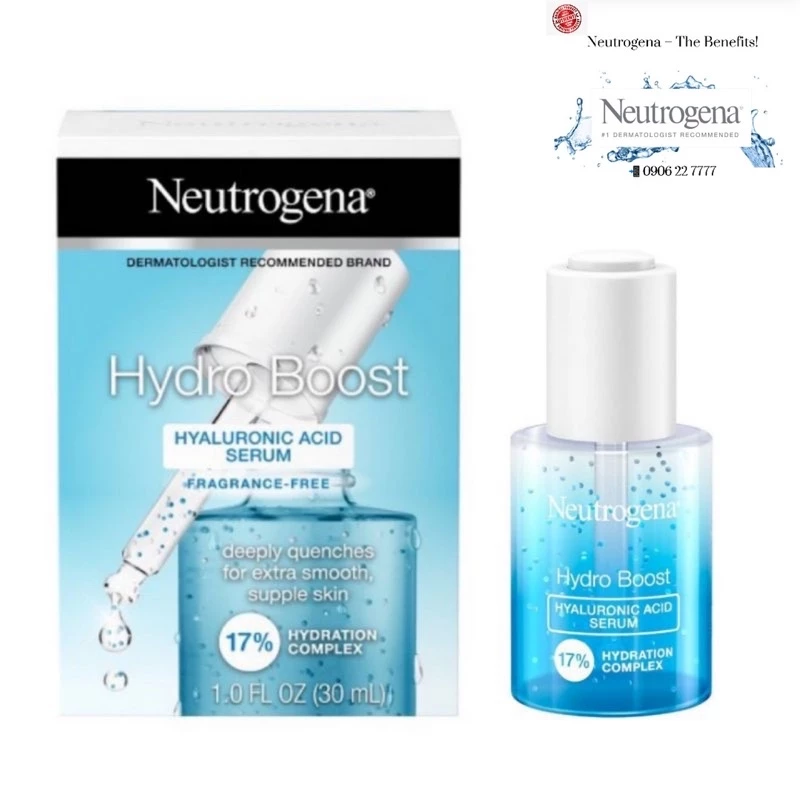 Neutrogena – The Benefits!
Neutrogena®
#1 DERMATOLOGIST RECOMMENDED
0906 22 7777
Neutrogena®
DERMATOLOGIST RECOMMENDED BRAND
Hydro Boost
HYALURONIC ACID
SERUM
FRAGRANCE-FREE
deeply quenches
for extra smooth,
supple skin
17% HYDRATION
COMPLEX
1.0 FL OZ (30 mL)
Neutrogena®
Hydro Boost
HYALURONIC ACID
SERUM
17% HYDRATION
COMPLEX